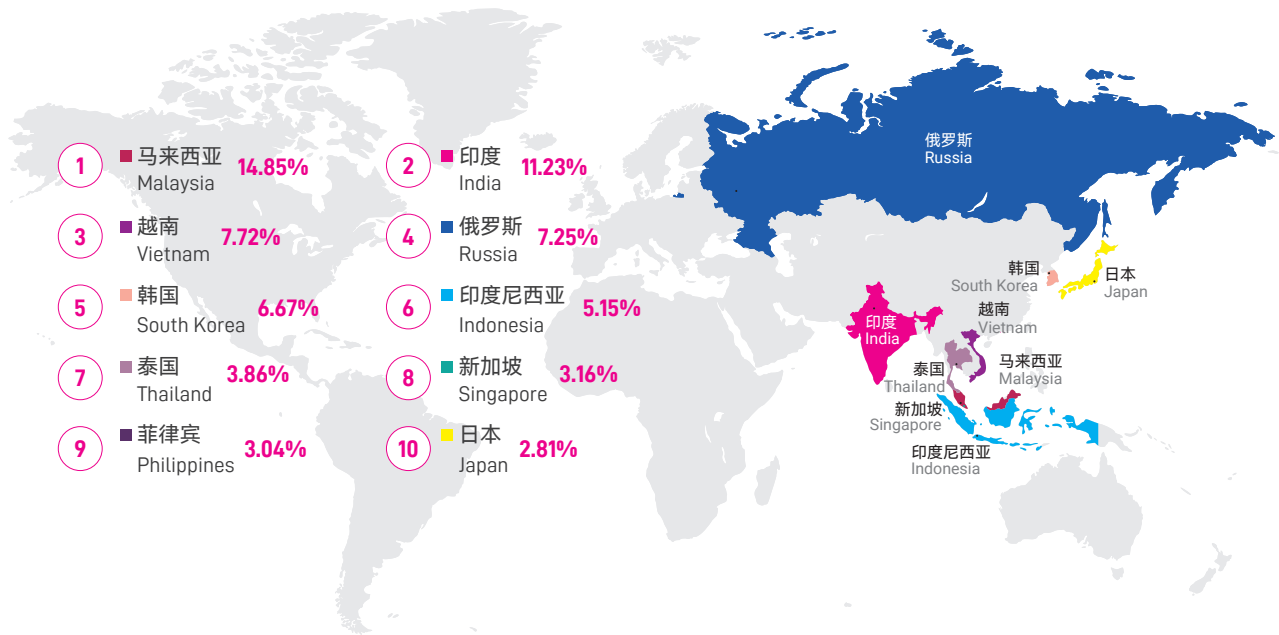 1
马来西亚
Malaysia
14.85%
2
印度
India
11.23%
3
越南
Vietnam
7.72%
4
俄罗斯
Russia
7.25%
5
韩国
South Korea
6.67%
6
印度尼西亚
Indonesia
5.15%
7
泰国
Thailand
3.86%
8
新加坡
Singapore
3.16%
9
菲律宾
Philippines
3.04%
10
日本
Japan
2.81%
俄罗斯
Russia
韩国
South Korea
日本
Japan
越南
Vietnam
印度
India
泰国
Thailand
马来西亚
Malaysia
新加坡
Singapore
印度尼西亚
Indonesia